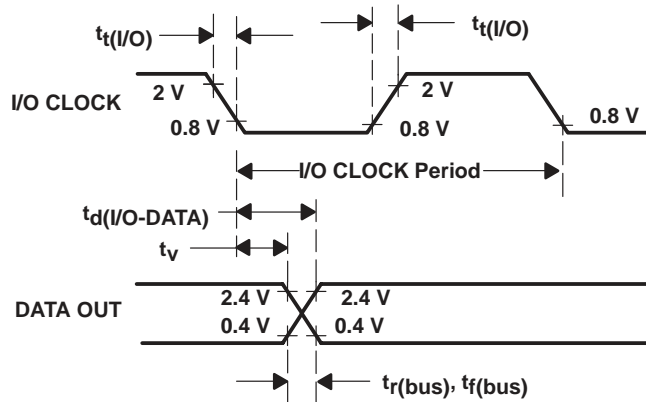 tt(I/O)
tt(I/O)
I/O CLOCK
2 V
2 V
0.8 V
0.8 V
0.8 V
I/O CLOCK Period
td(I/O-DATA)
tv
DATA OUT
2.4 V
2.4 V
0.4 V
0.4 V
tr(bus), tf(bus)